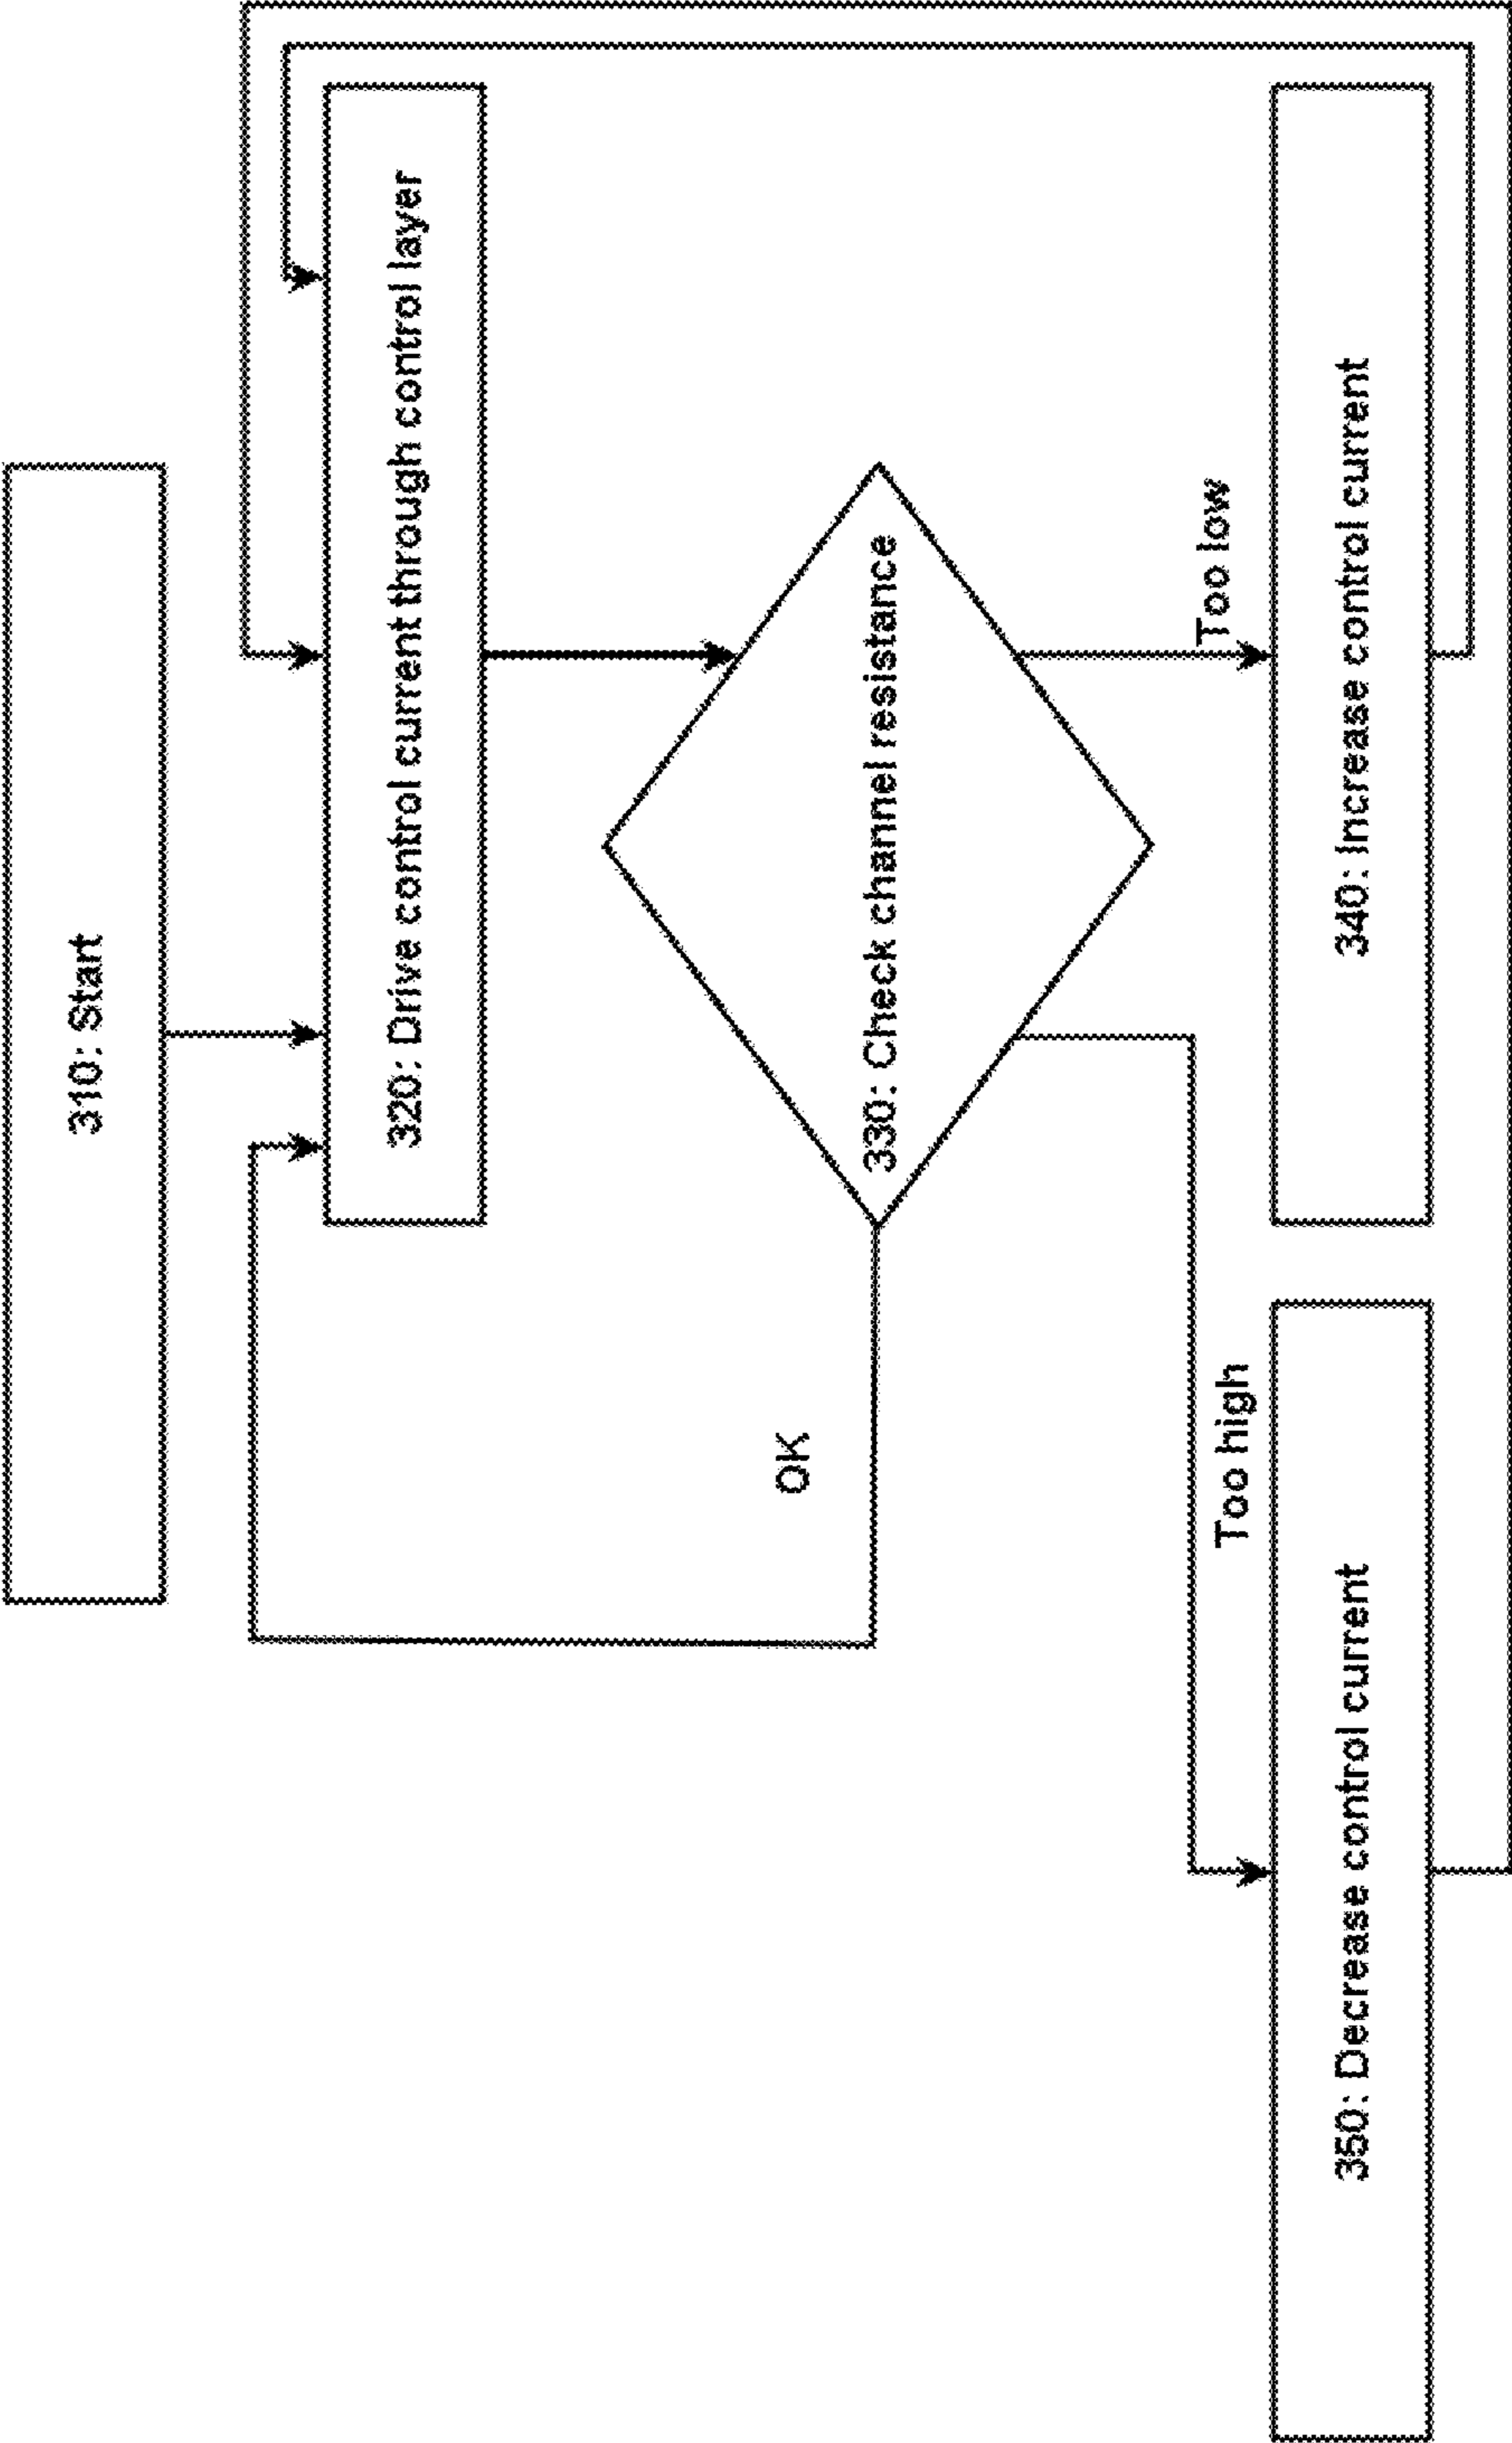 310: Start
320: Drive control current through control layer
330: Check channel resistance
OK
Too low
Too high
340: Increase control current
350: Decrease control current